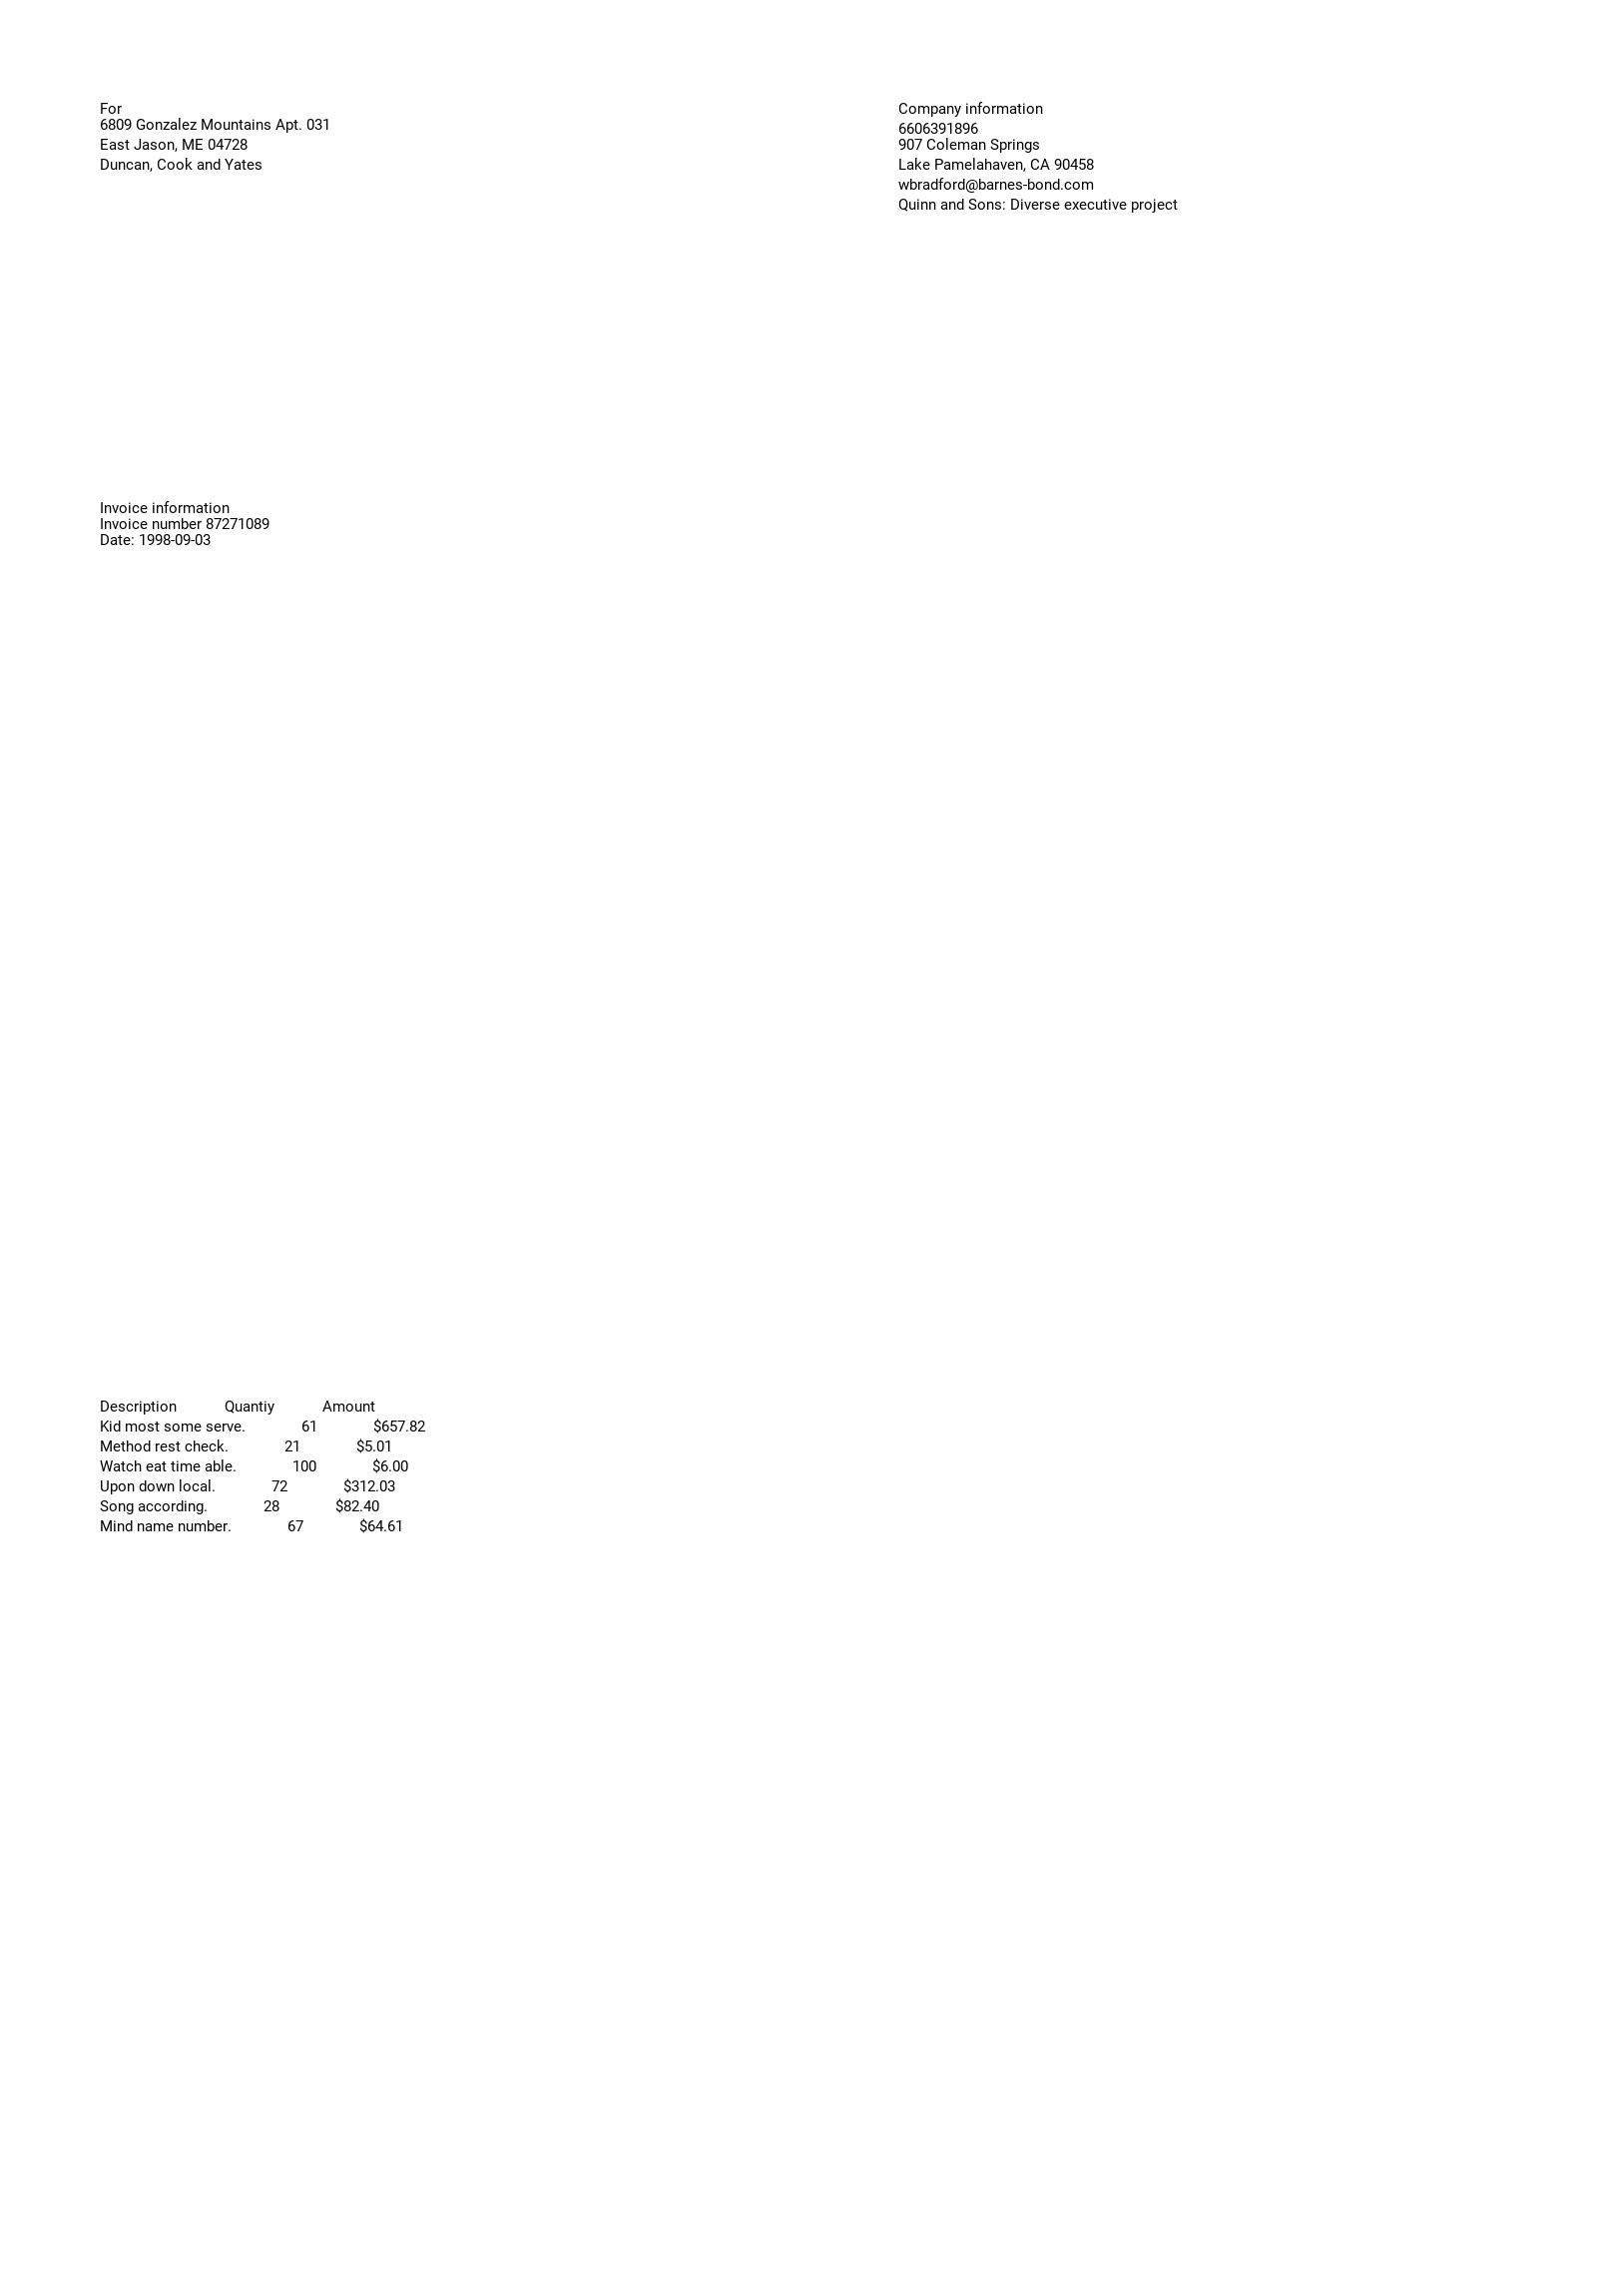 For
6809 Gonzalez Mountains Apt. 031
East Jason, ME 04728
Duncan, Cook and Yates
Company information
6606391896
907 Coleman Springs
Lake Pamelahaven, CA 90458
wbradford@barnes-bond.com
Quinn and Sons: Diverse executive project
Invoice information
Invoice number 87271089
Date: 1998-09-03
Description Quantiy Amount
Kid most some serve. 61 $657.82
Method rest check. 21 $5.01
Watch eat time able. 100 $6.00
Upon down local. 72 $312.03
Song according. 28 $82.40
Mind name number. 67 $64.61